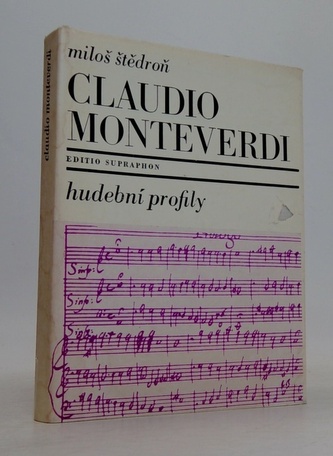 miloš štědroň
CLAUDIO
MONTEVERDI
EDITIO SUPRAPHON
hudební profily
claudio monteverdi